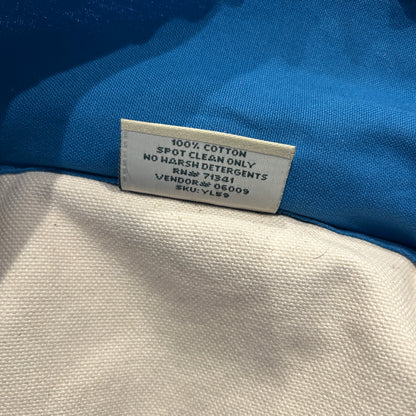 100% COTTON
SPOT CLEAN ONLY
NO HARSH DETERGENTS
RN# 71341
VENDOR# 06009
SKU: YL59